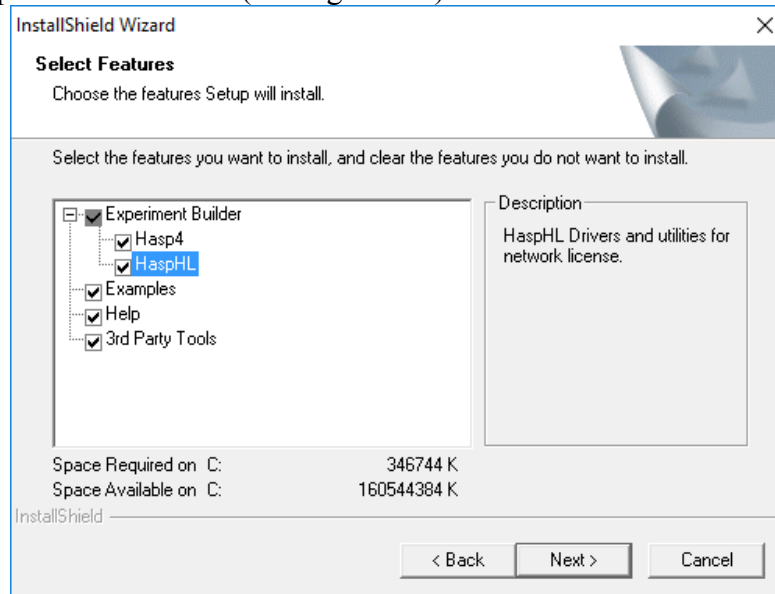 InstallShield Wizard
Select Features
Choose the features Setup will install.
Select the features you want to install, and clear the features you do not want to install.
Experiment Builder
Hasp4
HaspHL
Examples
Help
3rd Party Tools
Description
HaspHL Drivers and utilities for
network license.
Space Required on C: 346744 K
Space Available on C: 160544384 K
InstallShield
< Back Next > Cancel